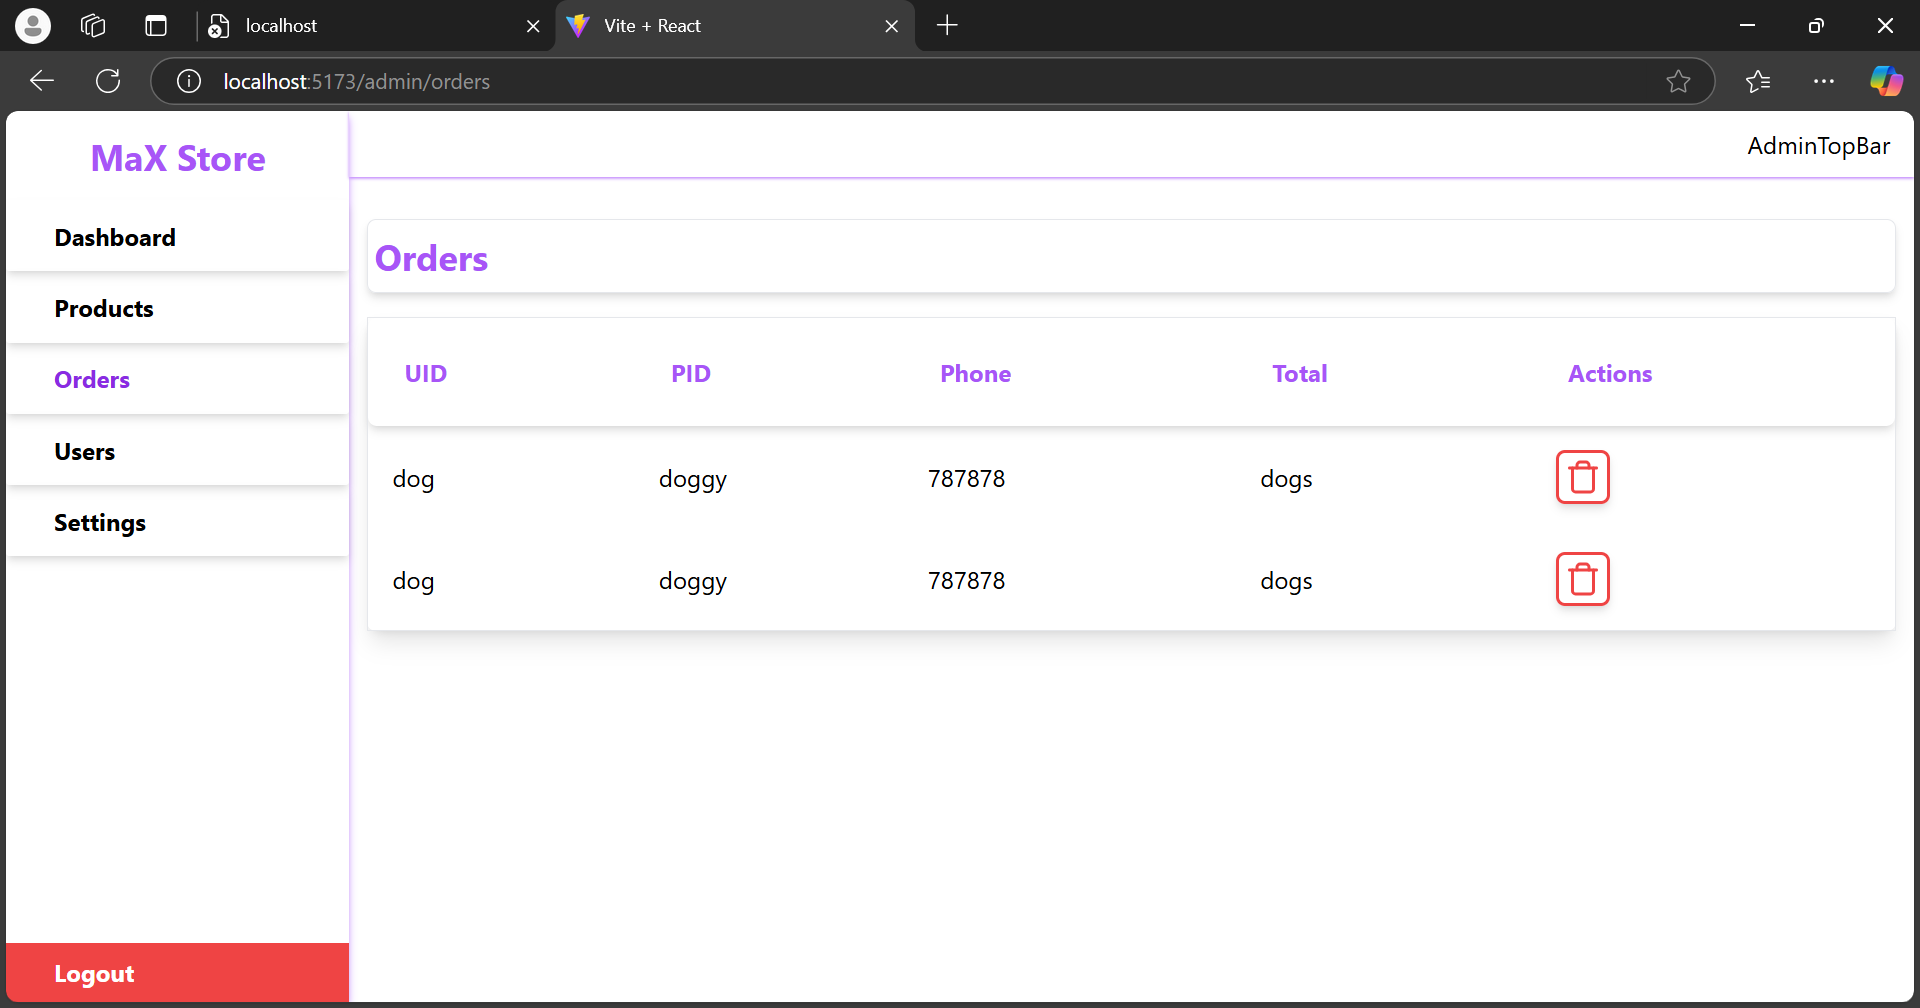 localhost
Vite + React
localhost:5173/admin/orders
MaX Store
AdminTopBar
Dashboard
Products
Orders
Users
Settings
Logout
Orders
UID PID Phone Total Actions
dog doggy 787878 dogs
dog doggy 787878 dogs